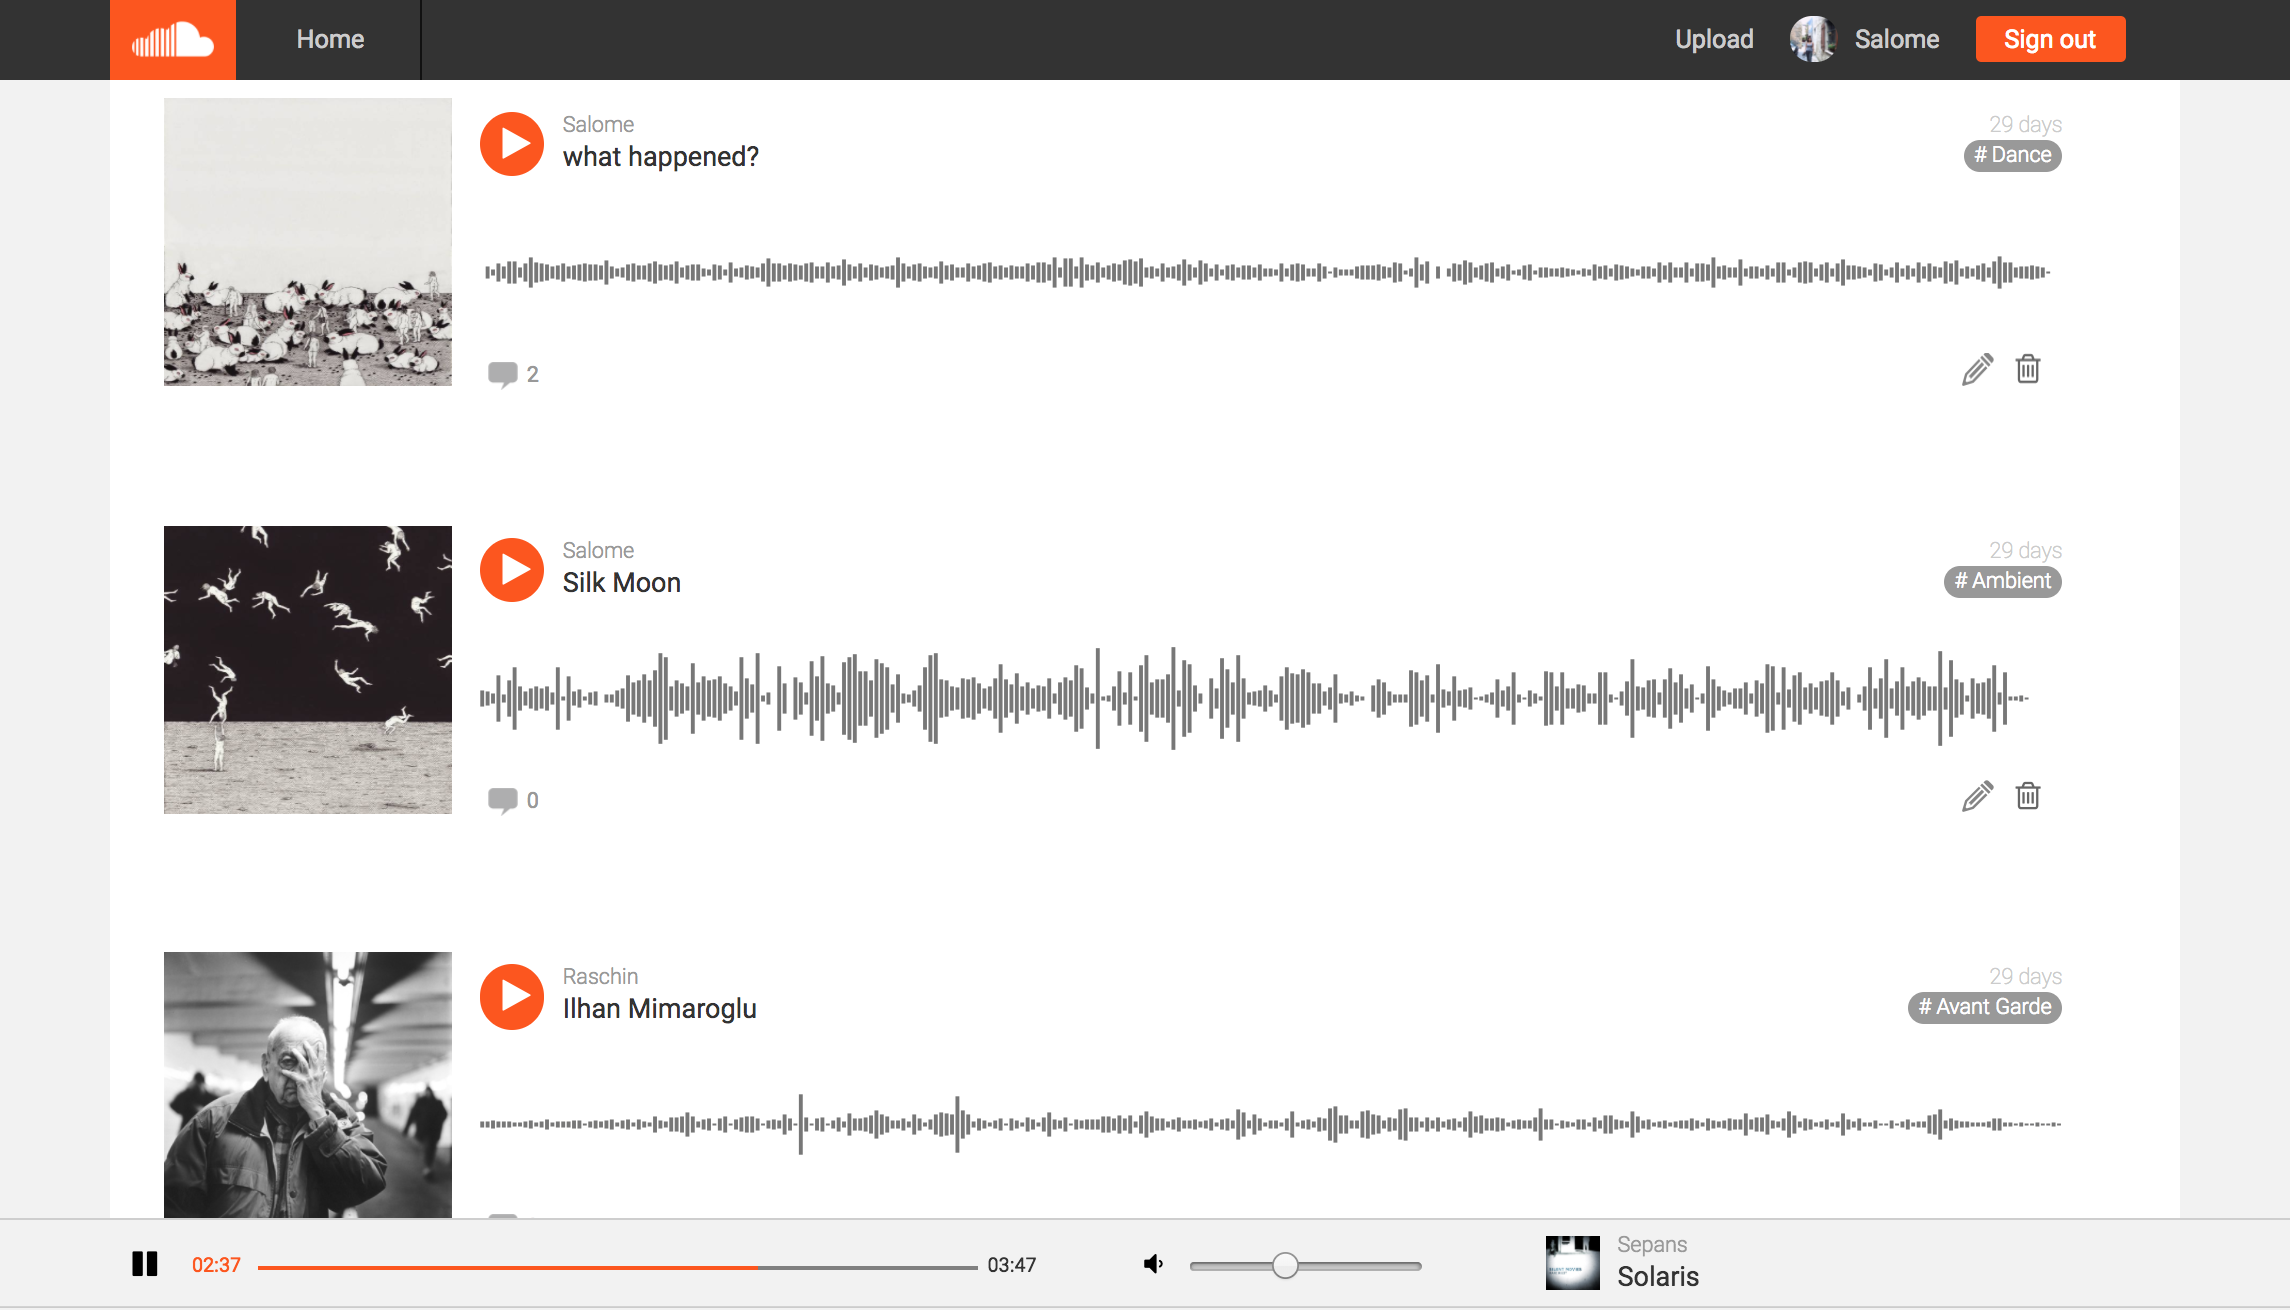 Home
Upload
Salome
Sign out
Salome
what happened?
29 days
# Dance
2
Salome
Silk Moon
29 days
# Ambient
0
Raschin
Ilhan Mimaroglu
29 days
# Avant Garde
02:37
03:47
Sepans
Solaris